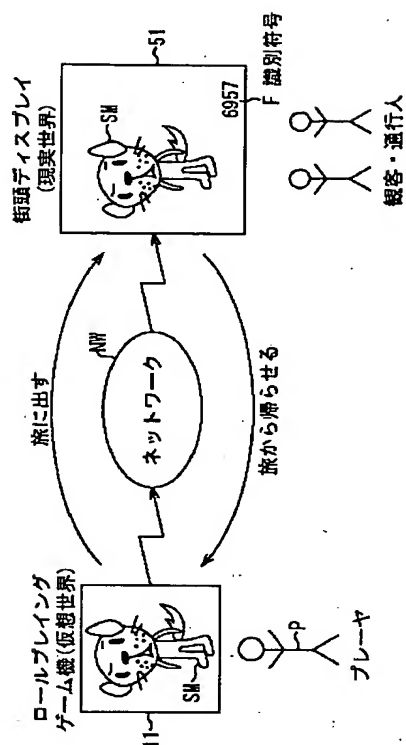 ロールプレイング
ゲーム機(仮想世界)
11
SM
P
プレーヤ
旅に出す
NW
ネットワーク
旅から帰らせる
街頭ディスプレイ
(現実世界)
SM
51
6957
F 識別符号
観客・通行人